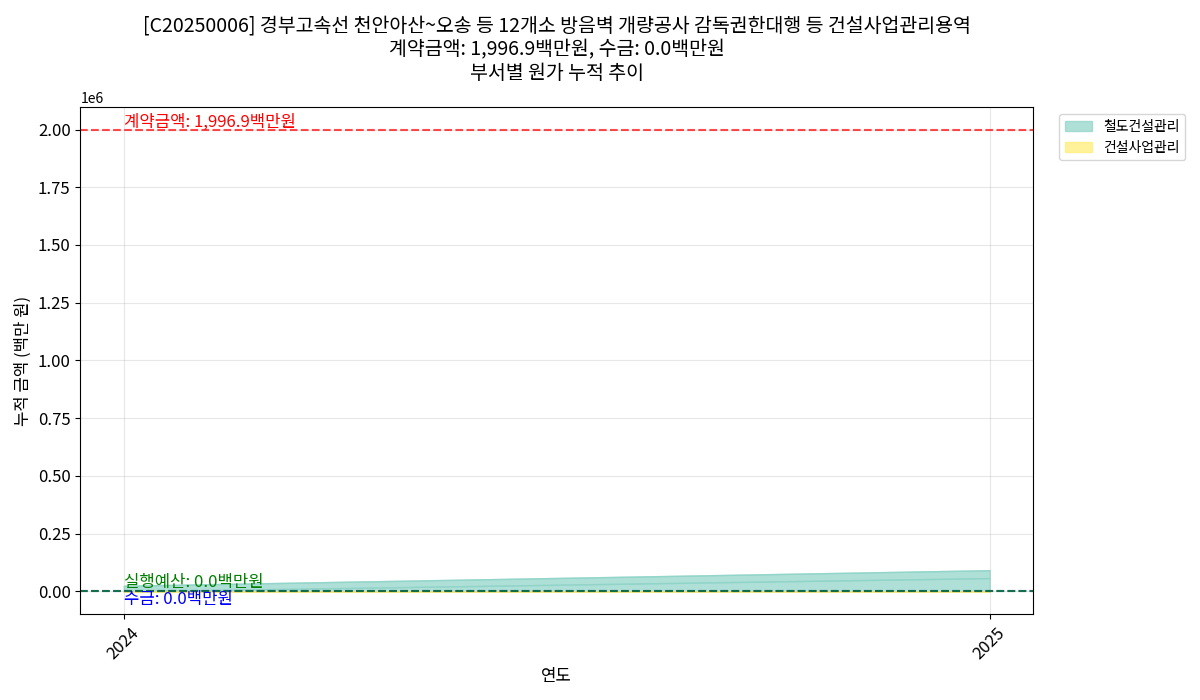 [C20250006] 경부고속선 천안아산~오송 등 12개소 방음벽 개량공사 감독권한대행 등 건설사업관리용역
계약금액: 1,996.9백만원, 수금: 0.0백만원
부서별 원가 누적 추이
1e6
계약금액: 1,996.9백만원
철도건설관리
건설사업관리
2.00
1.75
1.50
1.25
1.00
0.75
0.50
0.25
0.00
누적 금액 (백만 원)
실행예산: 0.0백만원
수금: 0.0백만원
2024
2025
연도